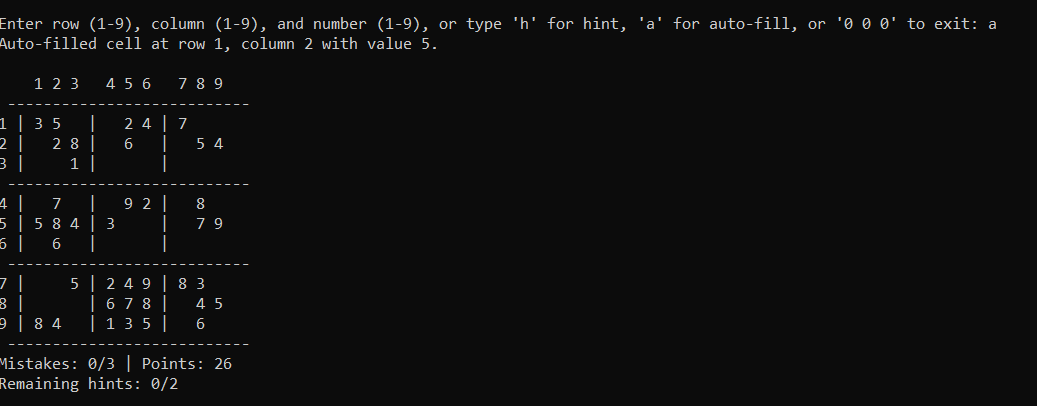 Enter row (1-9), column (1-9), and number (1-9), or type 'h' for hint, 'a' for auto-fill, or '0 0 0' to exit: a
Auto-filled cell at row 1, column 2 with value 5.
    1 2 3   4 5 6   7 8 9
 ---------------------------
1 | 3 5   |   2 4 | 7
2 |   2 8 |   6   |   5 4
3 |     1 |       |
 ---------------------------
4 |   7   |   9 2 |   8
5 | 5 8 4 | 3     |   7 9
6 |   6   |       |
 ---------------------------
7 |     5 | 2 4 9 | 8 3
8 |       | 6 7 8 |   4 5
9 | 8 4   | 1 3 5 |   6
 ---------------------------
Mistakes: 0/3 | Points: 26
Remaining hints: 0/2